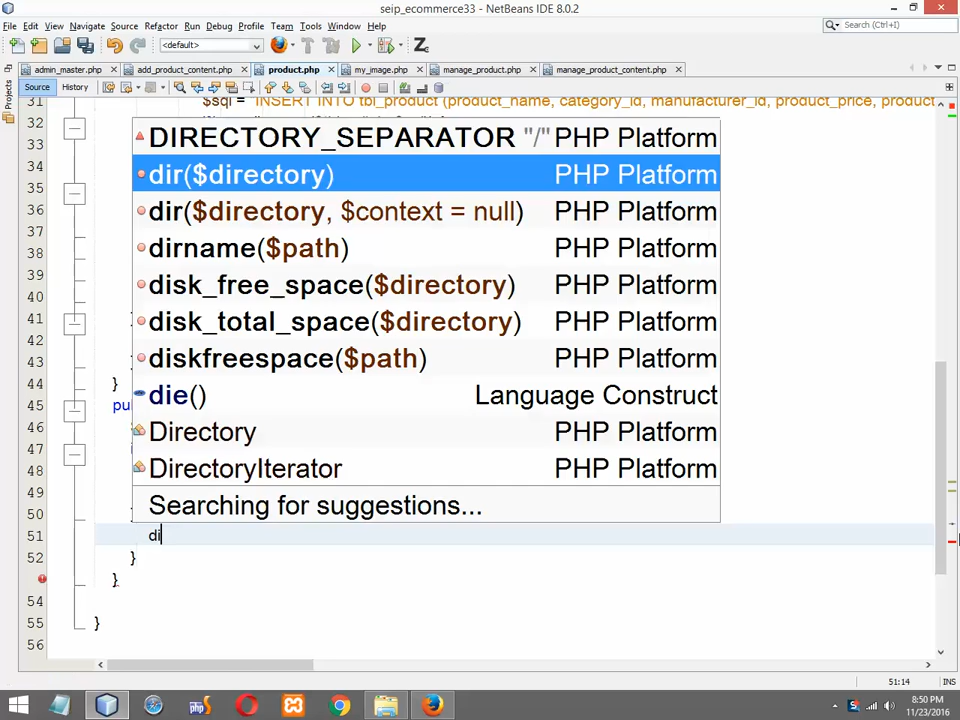 seip_ecommerce33 - NetBeans IDE 8.0.2
File Edit View Navigate Source Refactor Run Debug Profile Team Tools Window Help
Search (Ctrl+I)
<default>
admin_master.php add_product_content.php product.php my_image.php manage_product.php manage_product_content.php
Projects
Source History
31 $sql = "INSERT INTO tbl_product (product_name, category_id, manufacturer_id, product_price, product
32
33
34
35
36
37
38
39
40
41
42
43
44 }
45 pu
46
47
48
49
50
51 di
52 }
}
54
55 }
56
DIRECTORY_SEPARATOR "/" PHP Platform
dir($directory) PHP Platform
dir($directory, $context = null) PHP Platform
dirname($path) PHP Platform
disk_free_space($directory) PHP Platform
disk_total_space($directory) PHP Platform
diskfreespace($path) PHP Platform
die() Language Construct
Directory PHP Platform
DirectoryIterator PHP Platform
Searching for suggestions...
51:14 INS
php
8:50 PM
11/23/2016